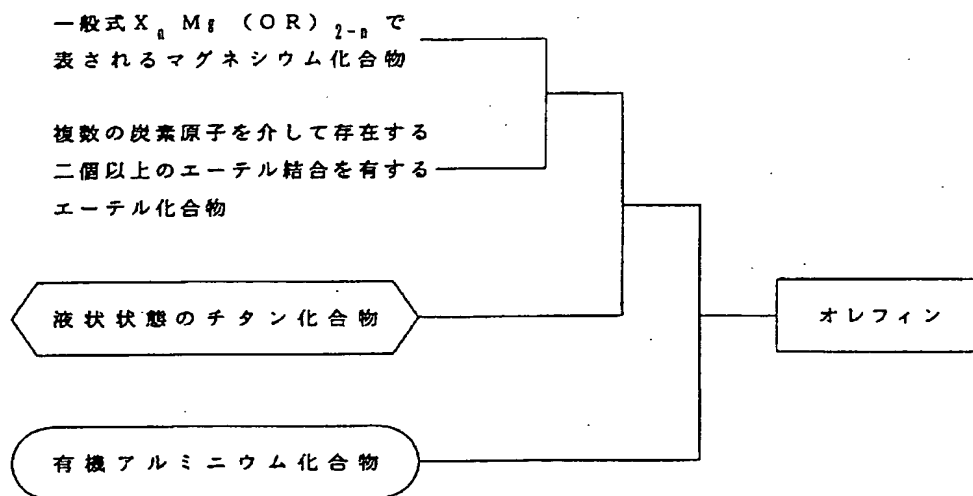 一般式XnMg(OR)2-nで
表されるマグネシウム化合物
複数の炭素原子を介して存在する
二個以上のエーテル結合を有する
エーテル化合物
液状状態のチタン化合物
オレフィン
有機アルミニウム化合物